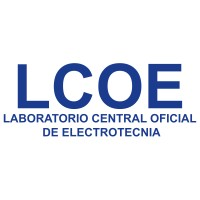 LCOE
LABORATORIO CENTRAL OFICIAL
DE ELECTROTECNIA